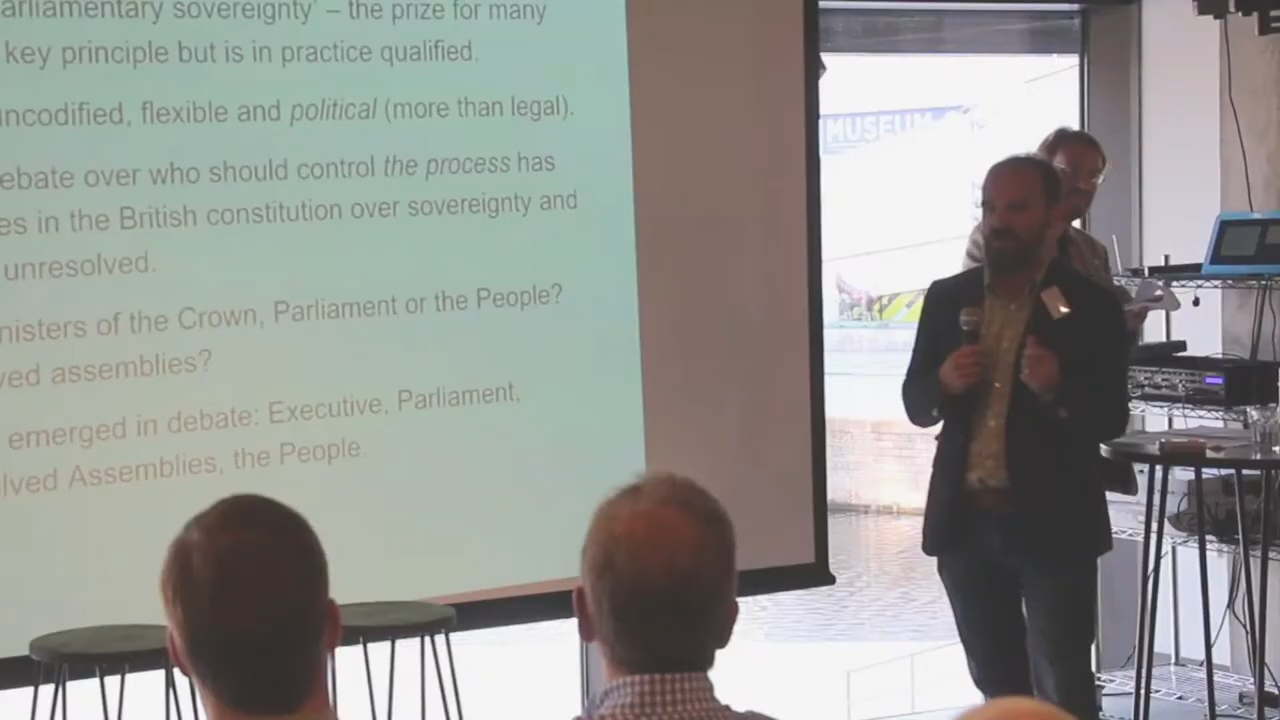 arliamentary sovereignty' – the prize for many
key principle but is in practice qualified.
ncodified, flexible and political (more than legal).
ebate over who should control the process has
es in the British constitution over sovereignty and
unresolved.
nisters of the Crown, Parliament or the People?
ved assemblies?
emerged in debate: Executive, Parliament,
lved Assemblies, the People.
MUSEUM